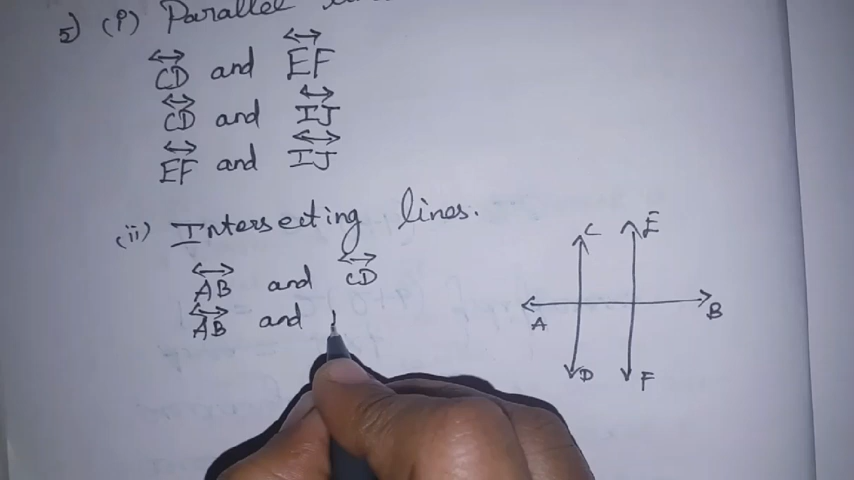 5) (i) Parallel lines
CD and EF
CD and IJ
EF and IJ
(ii) Intersecting lines.
AB and CD
AB and
C E
A B
D F